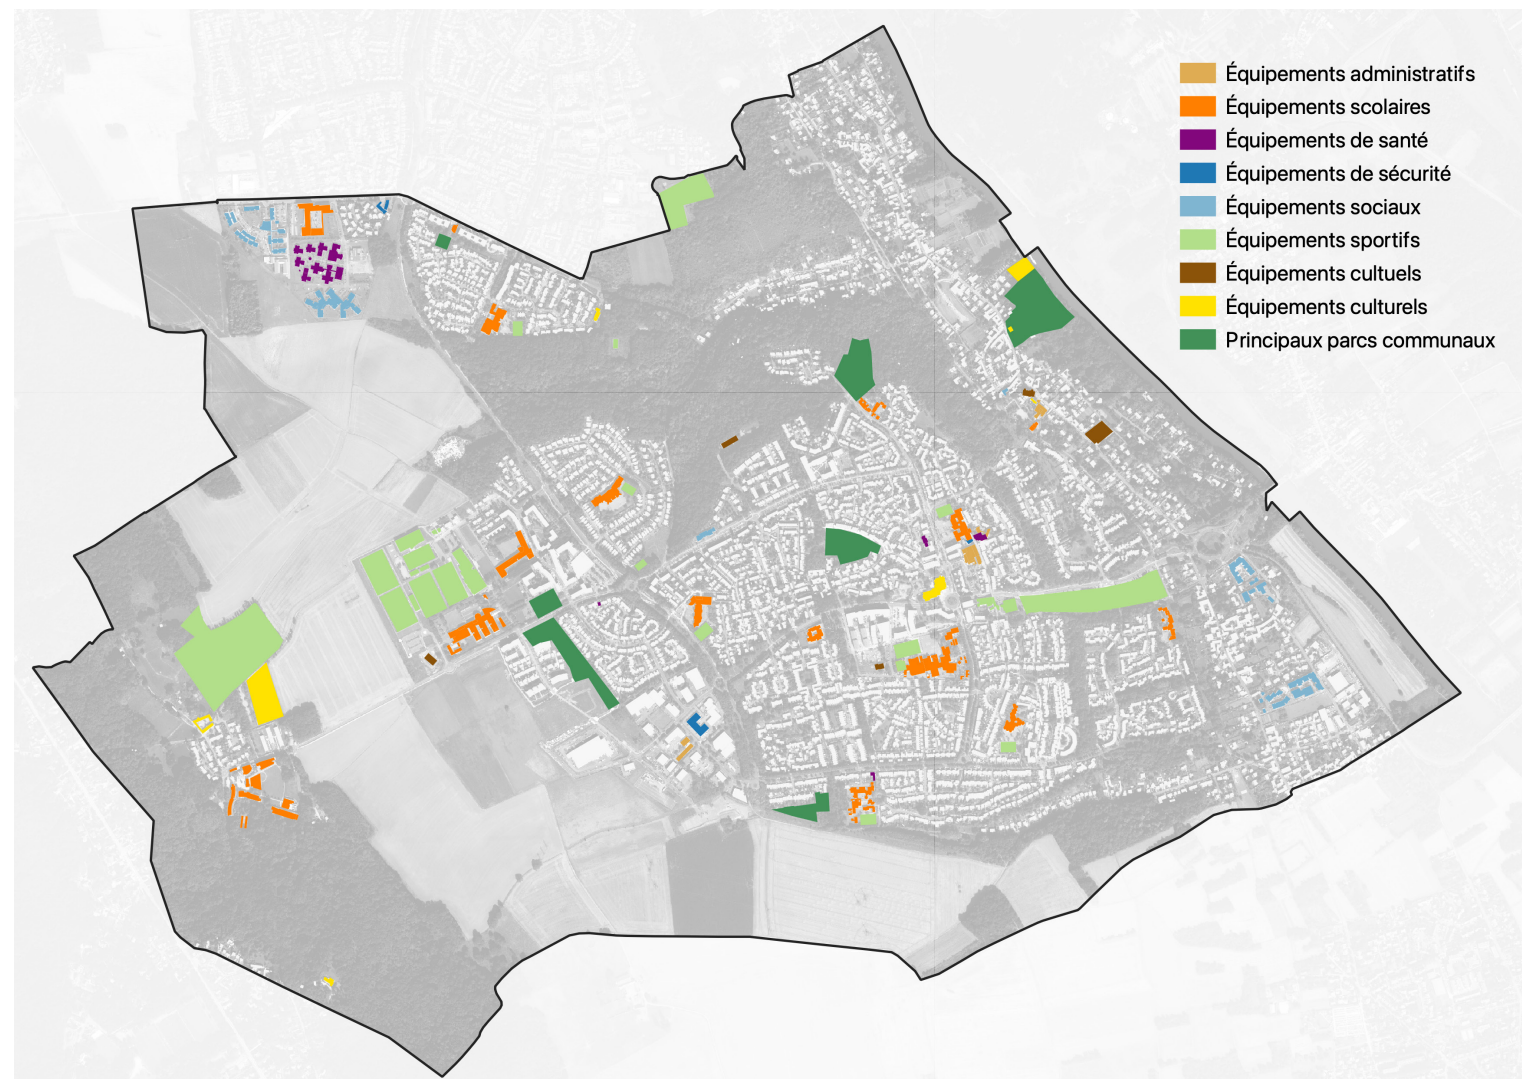 Équipements administratifs
Équipements scolaires
Équipements de santé
Équipements de sécurité
Équipements sociaux
Équipements sportifs
Équipements cultuels
Équipements culturels
Principaux parcs communaux